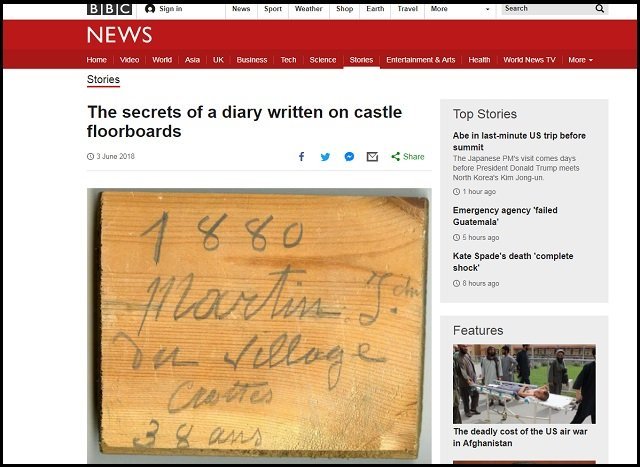 BBC Sign in News Sport Weather Shop Earth Travel More Search
NEWS
Home Video World Asia UK Business Tech Science Stories Entertainment & Arts Health World News TV More
Stories
The secrets of a diary written on castle
floorboards
3 June 2018
Share
1880
Martin J.
Du Village
Crottes
38 ans
Top Stories
Abe in last-minute US trip before
summit
The Japanese PM's visit comes days
before President Donald Trump meets
North Korea's Kim Jong-un.
1 hour ago
Emergency agency 'failed
Guatemala'
5 hours ago
Kate Spade's death 'complete
shock'
8 hours ago
Features
The deadly cost of the US air war
in Afghanistan